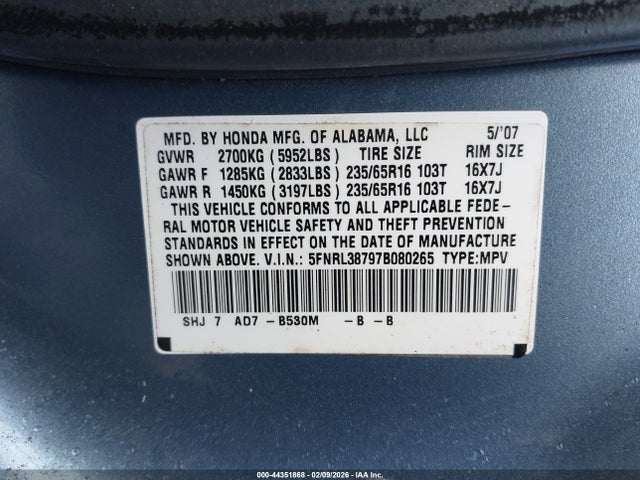 MFD. BY HONDA MFG. OF ALABAMA, LLC 5/'07
GVWR 2700KG (5952LBS) TIRE SIZE RIM SIZE
GAWR F 1285KG (2833LBS) 235/65R16 103T 16X7J
GAWR R 1450KG (3197LBS) 235/65R16 103T 16X7J
THIS VEHICLE CONFORMS TO ALL APPLICABLE FEDE-
RAL MOTOR VEHICLE SAFETY AND THEFT PREVENTION
STANDARDS IN EFFECT ON THE DATE OF MANUFACTURE
SHOWN ABOVE. V.I.N.: 5FNRL38797B080265 TYPE:MPV
SHJ 7 AD7 -B530M -B -B
000-44351868 - 02/09/2026 - IAA Inc.